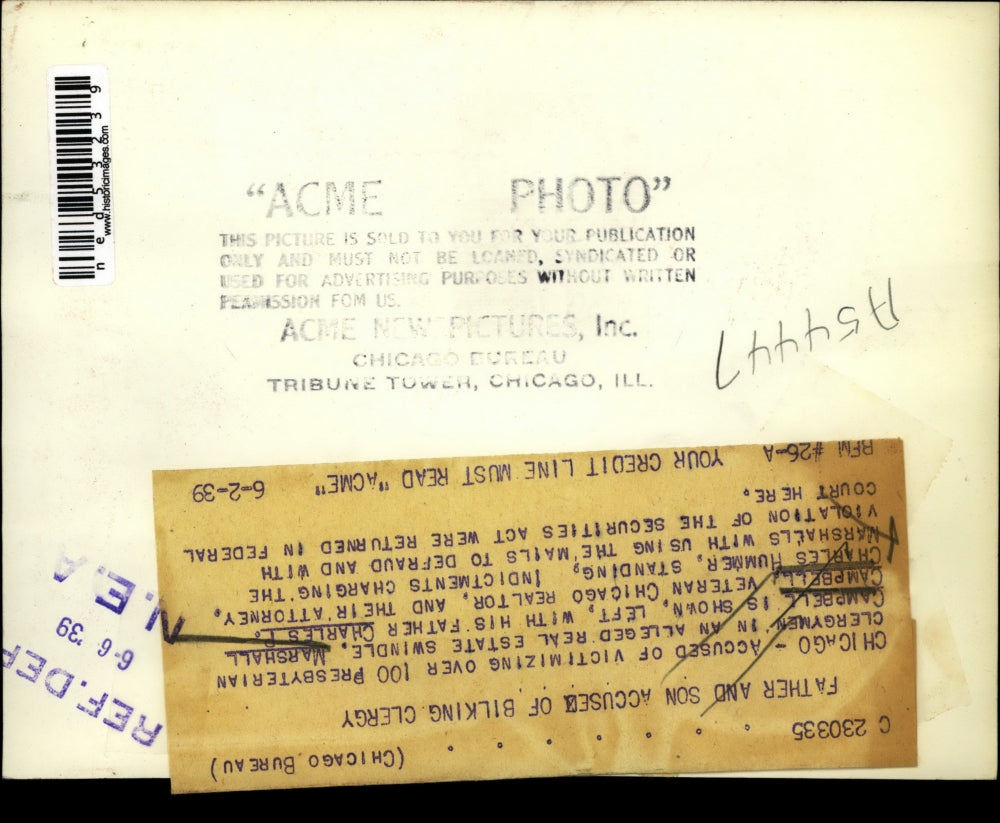 ned53239
www.historicimages.com
"ACME PHOTO"
THIS PICTURE IS SOLD TO YOU FOR YOUR PUBLICATION
ONLY AND MUST NOT BE LOANED, SYNDICATED OR
USED FOR ADVERTISING PURPOSES WITHOUT WRITTEN
PERMISSION FOM US.
ACME NEWSPICTURES, Inc.
CHICAGO BUREAU
TRIBUNE TOWER, CHICAGO, ILL.
A54447
(CHICAGO BUREAU)
C 230335
FATHER AND SON ACCUSED OF BILKING CLERGY
CHICAGO - ACCUSED OF VICTIMIZING OVER 100 PRESBYTERIAN
CLERGYMEN IN AN ALLEGED REAL ESTATE SWINDLE, MARSHALL
CAMPBELL IS SHOWN, LEFT, WITH HIS FATHER CHARLES T.
CAMPBELL, VETERAN CHICAGO REALTOR, AND THEIR ATTORNEY,
CHARLES HUMMER, STANDING. INDICTMENTS CHARGING THE
MARSHALLS WITH USING THE MAILS TO DEFRAUD AND WITH
VIOLATION OF THE SECURITIES ACT WERE RETURNED IN FEDERAL
COURT HERE.
BFM #26-A YOUR CREDIT LINE MUST READ "ACME" 6-2-39
REF. DEP
6-6 '39
N.E.A